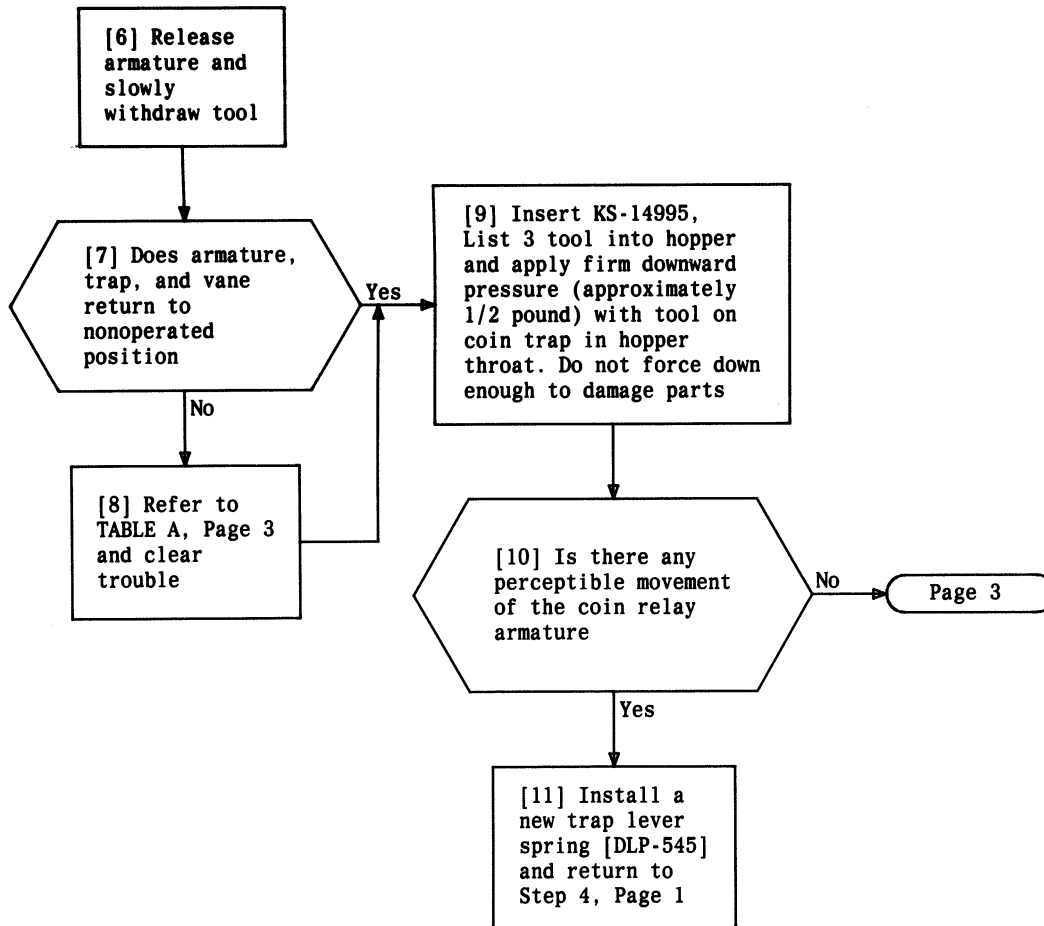 [6] Release
armature and
slowly
withdraw tool
[7] Does armature,
trap, and vane
return to
nonoperated
position
Yes
No
[8] Refer to
TABLE A, Page 3
and clear
trouble
[9] Insert KS-14995,
List 3 tool into hopper
and apply firm downward
pressure (approximately
1/2 pound) with tool on
coin trap in hopper
throat. Do not force down
enough to damage parts
[10] Is there any
perceptible movement
of the coin relay
armature
No
Page 3
Yes
[11] Install a
new trap lever
spring [DLP-545]
and return to
Step 4, Page 1